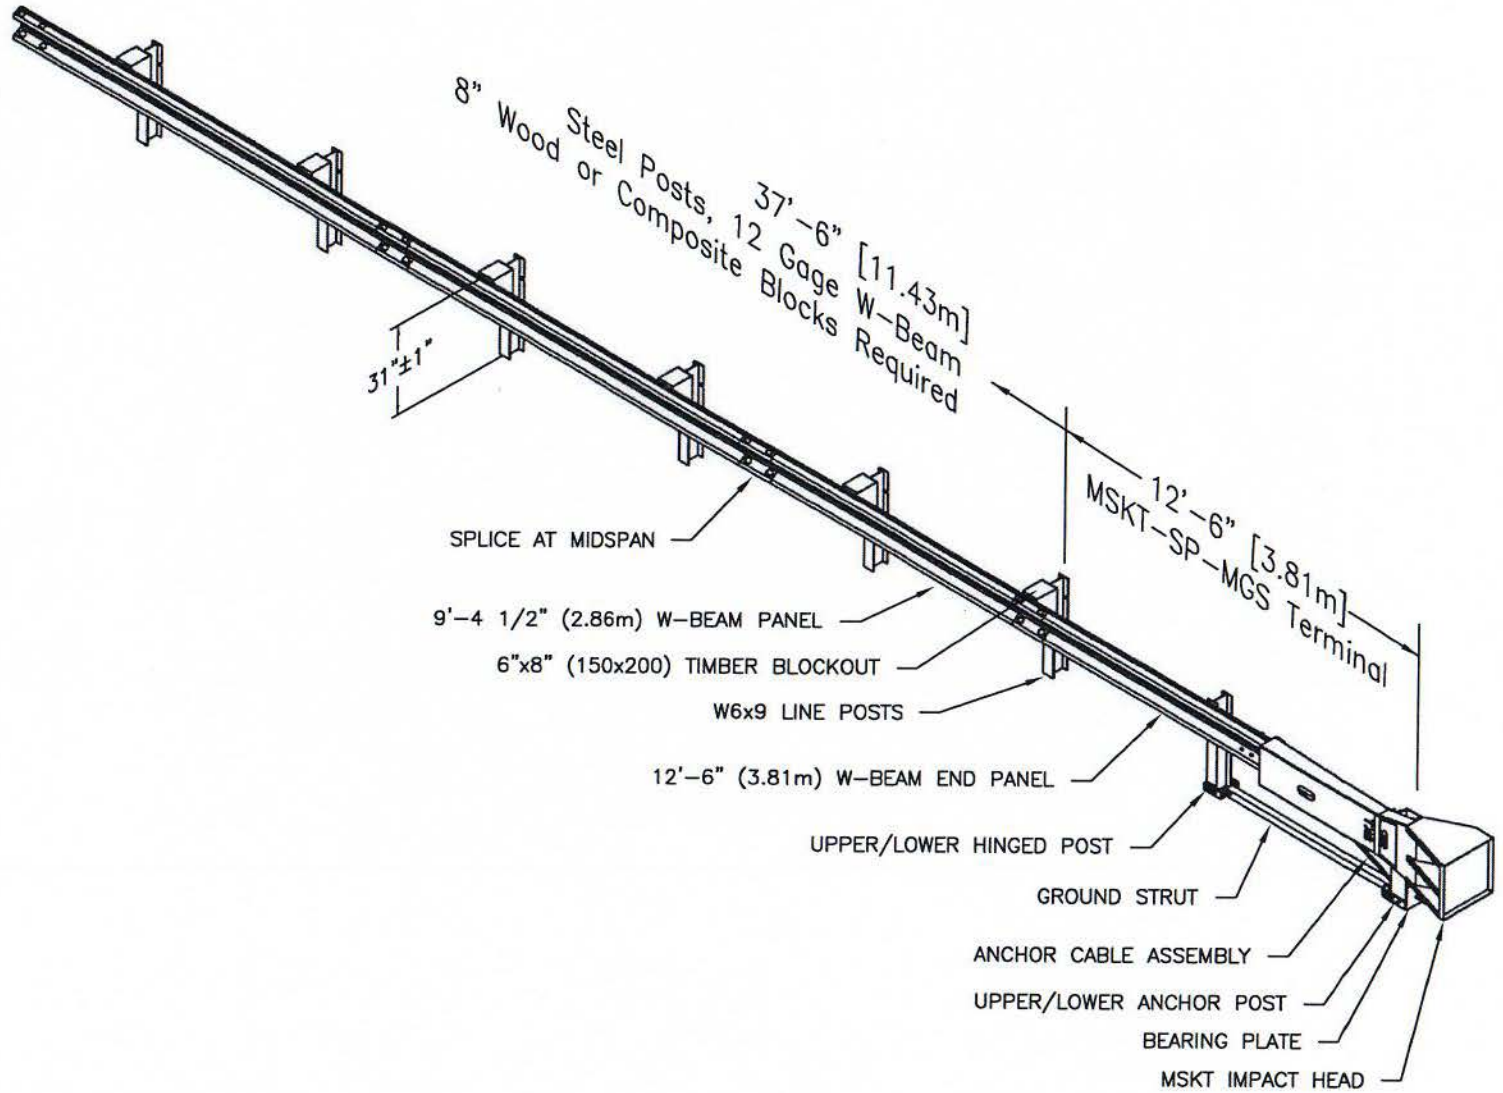 37'-6" [11.43m]
Steel Posts, 12 Gage W-Beam
8" Wood or Composite Blocks Required
12'-6" [3.81m]
MSKT-SP-MGS Terminal
31"±1"
SPLICE AT MIDSPAN
9'-4 1/2" (2.86m) W-BEAM PANEL
6"x8" (150x200) TIMBER BLOCKOUT
W6x9 LINE POSTS
12'-6" (3.81m) W-BEAM END PANEL
UPPER/LOWER HINGED POST
GROUND STRUT
ANCHOR CABLE ASSEMBLY
UPPER/LOWER ANCHOR POST
BEARING PLATE
MSKT IMPACT HEAD